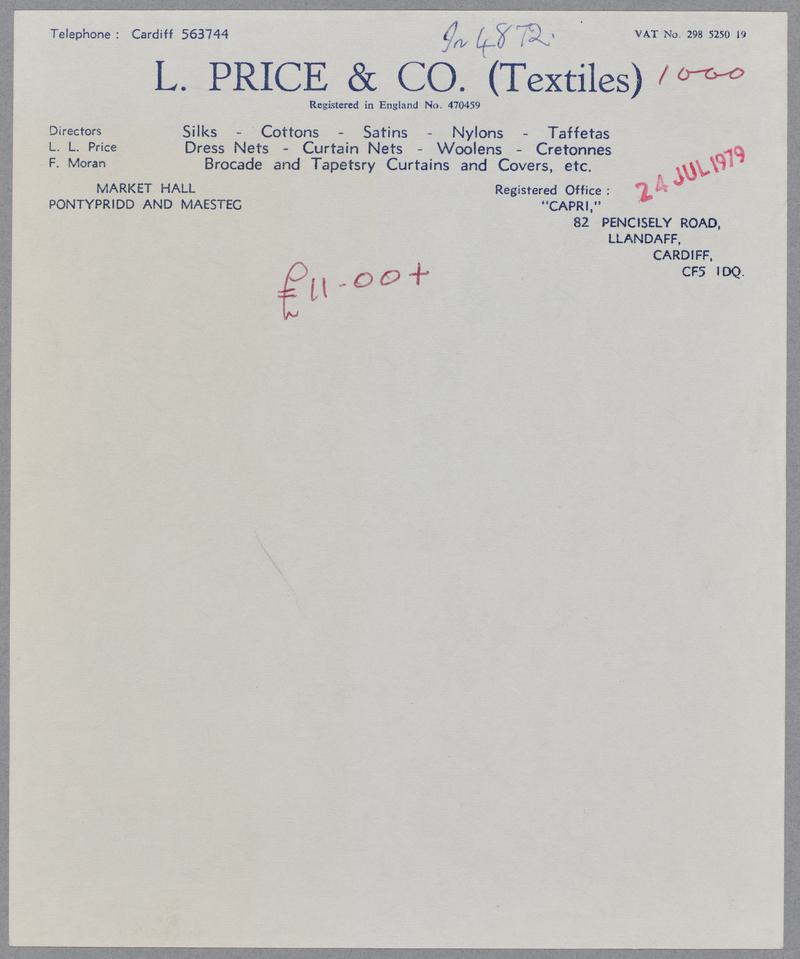 Telephone : Cardiff 563744
In 4872.
VAT No. 298 5250 19
L. PRICE & CO. (Textiles)
1000
Registered in England No. 470459
Directors
L. L. Price
F. Moran
Silks - Cottons - Satins - Nylons - Taffetas
Dress Nets - Curtain Nets - Woolens - Cretonnes
Brocade and Tapetsry Curtains and Covers, etc.
24 JUL 1979
MARKET HALL
PONTYPRIDD AND MAESTEG
Registered Office :
"CAPRI,"
82 PENCISELY ROAD,
LLANDAFF,
CARDIFF,
CF5 1DQ.
£11-00+